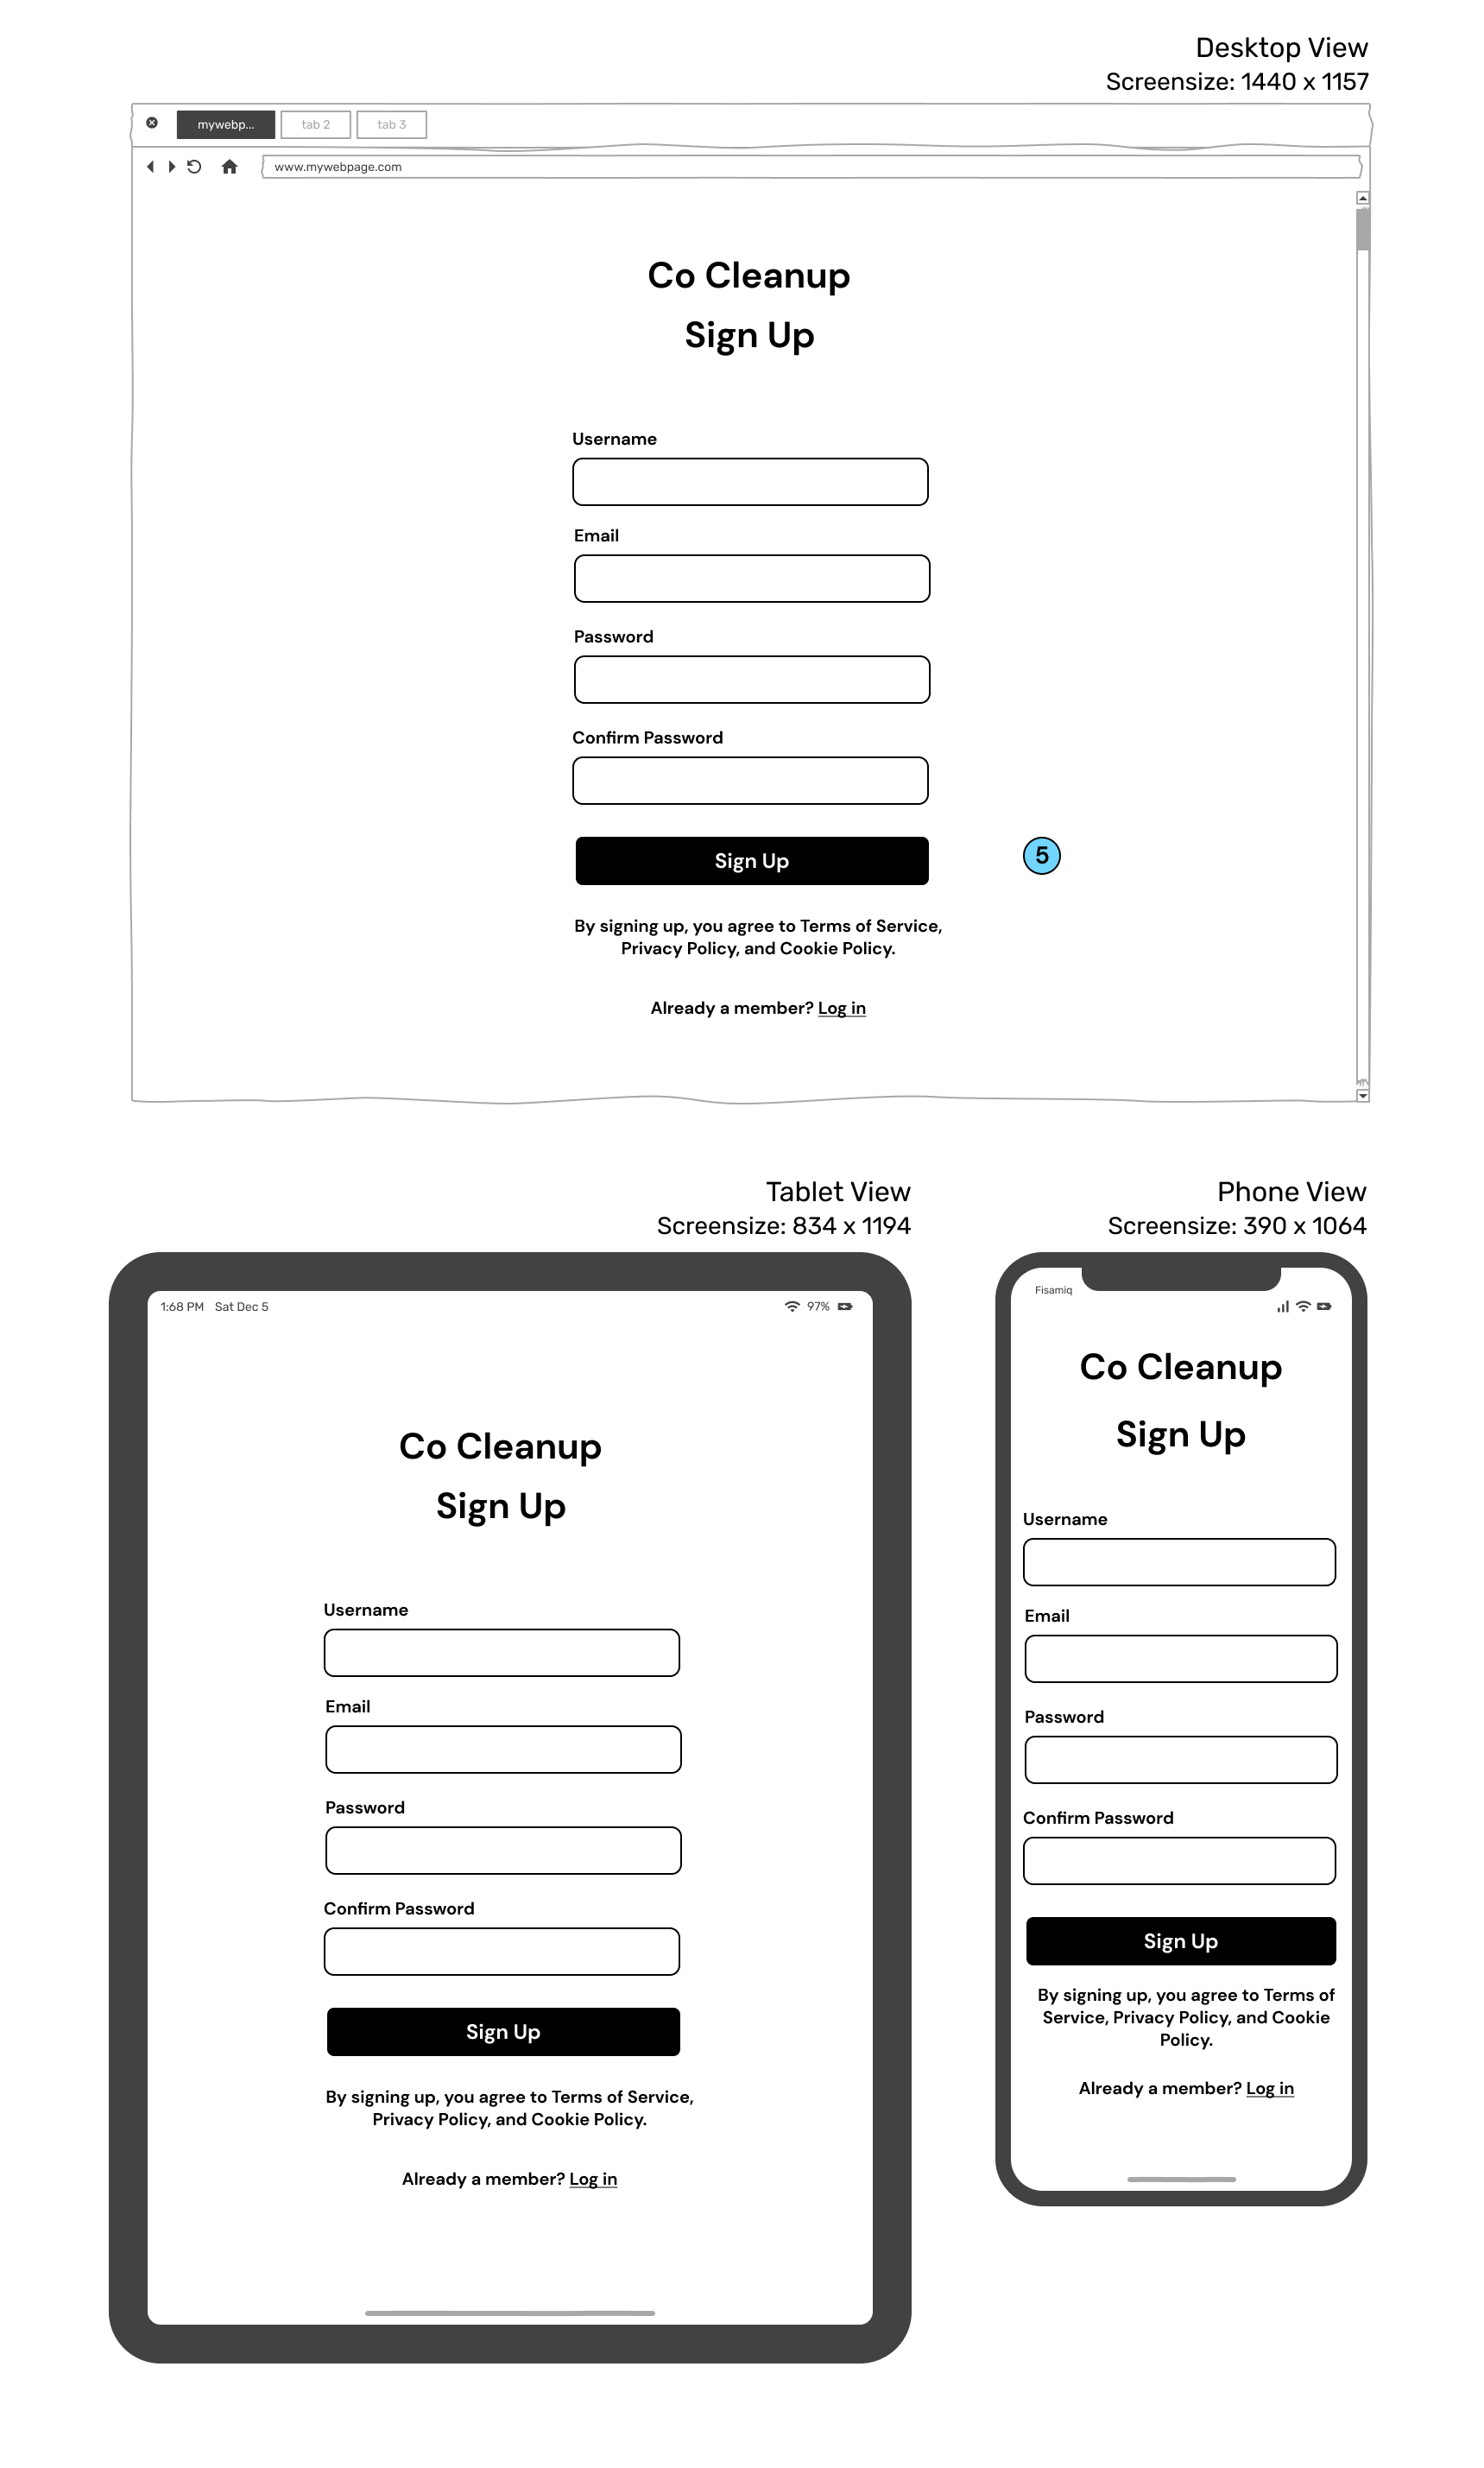 Desktop View
Screensize: 1440 x 1157
mywebp... tab 2 tab 3
www.mywebpage.com
Co Cleanup
Sign Up
Username
Email
Password
Confirm Password
Sign Up
5
By signing up, you agree to Terms of Service,
Privacy Policy, and Cookie Policy.
Already a member? Log in
Tablet View
Screensize: 834 x 1194
1:68 PM Sat Dec 5 97%
Co Cleanup
Sign Up
Username
Email
Password
Confirm Password
Sign Up
By signing up, you agree to Terms of Service,
Privacy Policy, and Cookie Policy.
Already a member? Log in
Phone View
Screensize: 390 x 1064
Fisamiq
Co Cleanup
Sign Up
Username
Email
Password
Confirm Password
Sign Up
By signing up, you agree to Terms of
Service, Privacy Policy, and Cookie
Policy.
Already a member? Log in